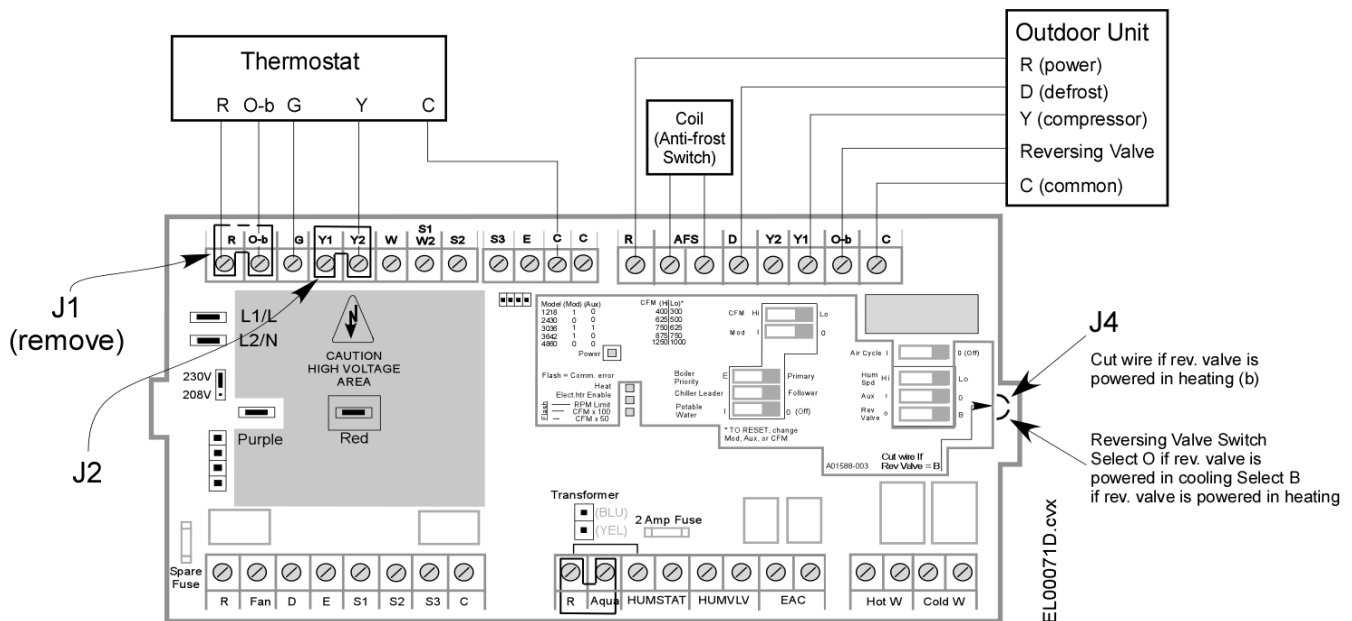 Thermostat
R O-b G Y C
Outdoor Unit
R (power)
D (defrost)
Y (compressor)
Reversing Valve
C (common)
Coil
(Anti-frost
Switch)
R O-b G Y1 Y2 W S1 W2 S2 S3 E C C
R AFS D Y2 Y1 O-b C
J1
(remove)
J2
L1/L
L2/N
230V
208V
Purple
CAUTION
HIGH VOLTAGE
AREA
Red
Model (Mod) (Aux) CFM (Hi|Lo)*
1218 1 0 400|300
2430 0 0 625|500
3036 1 1 750|625
3642 1 0 875|750
4860 0 0 1250|1000
Power
Flash = Comm. error
Heat
Elect.htr Enable
Flash
RPM Limit
CFM x 100
CFM x 50
CFM Hi Lo
Mod I 0
Boiler
Priority E Primary
Chiller Leader Follower
Potable
Water I 0 (Off)
* TO RESET, change
Mod, Aux, or CFM
Air Cycle I 0 (Off)
Hum
Spd Hi Lo
Aux I 0
Rev
Valve O B
A01588-003
Cut wire If
Rev Valve = B
J4
Cut wire if rev. valve is
powered in heating (b)
Reversing Valve Switch
Select O if rev. valve is
powered in cooling Select B
if rev. valve is powered in heating
Transformer
(BLU)
(YEL)
2 Amp Fuse
Spare
Fuse
R Fan D E S1 S2 S3 C
R Aqua HUMSTAT HUMVLV EAC
Hot W Cold W
EL00071D.cvx